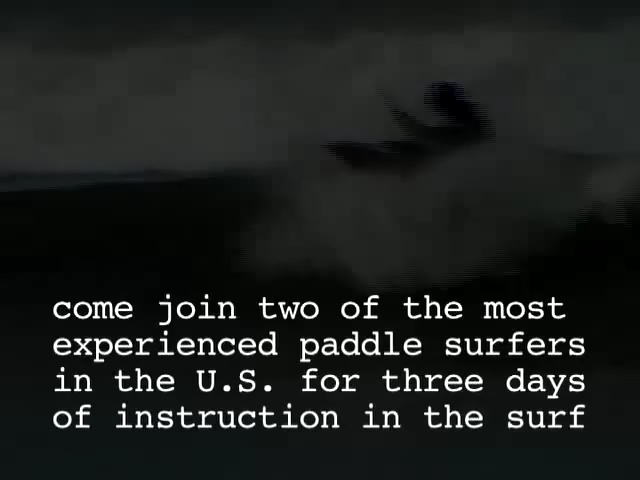 come join two of the most
experienced paddle surfers
in the U.S. for three days
of instruction in the surf